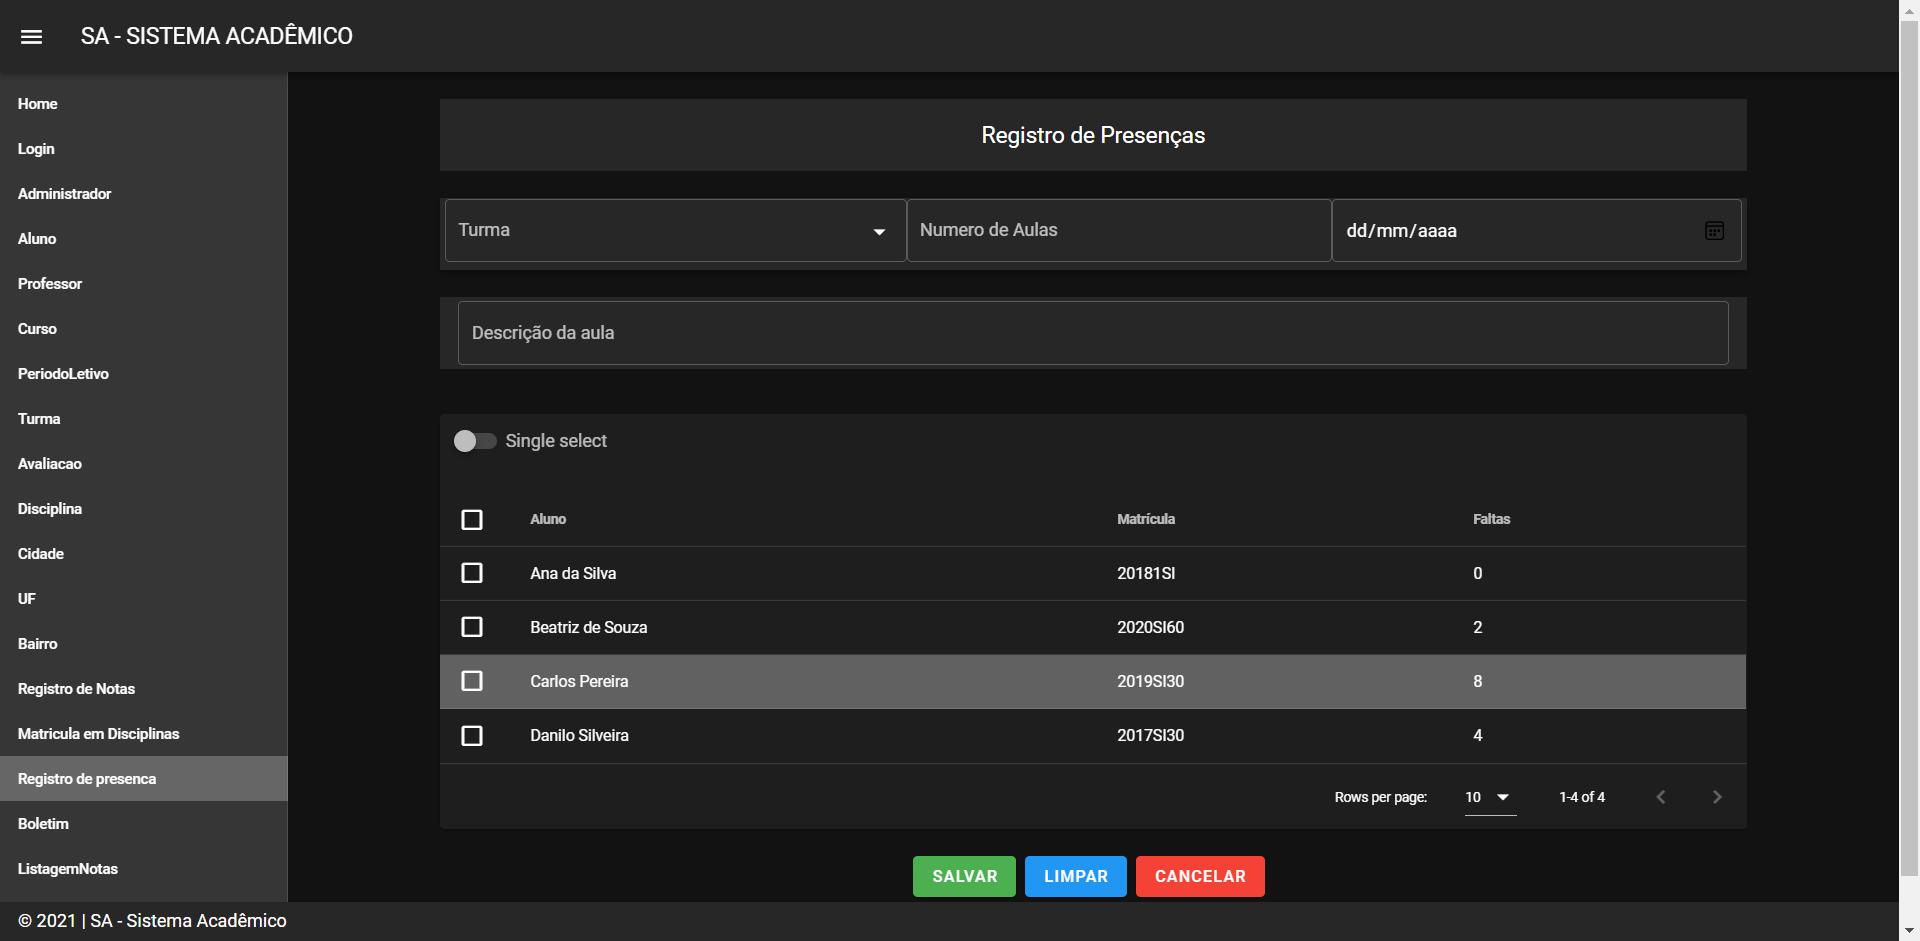 SA - SISTEMA ACADÊMICO
Home
Login
Administrador
Aluno
Professor
Curso
PeriodoLetivo
Turma
Avaliacao
Disciplina
Cidade
UF
Bairro
Registro de Notas
Matricula em Disciplinas
Registro de presenca
Boletim
ListagemNotas
Registro de Presenças
Turma Numero de Aulas dd/mm/aaaa
Descrição da aula
Single select
Aluno Matrícula Faltas
Ana da Silva 20181SI 0
Beatriz de Souza 2020SI60 2
Carlos Pereira 2019SI30 8
Danilo Silveira 2017SI30 4
Rows per page: 10 1-4 of 4
SALVAR LIMPAR CANCELAR
© 2021 | SA - Sistema Acadêmico